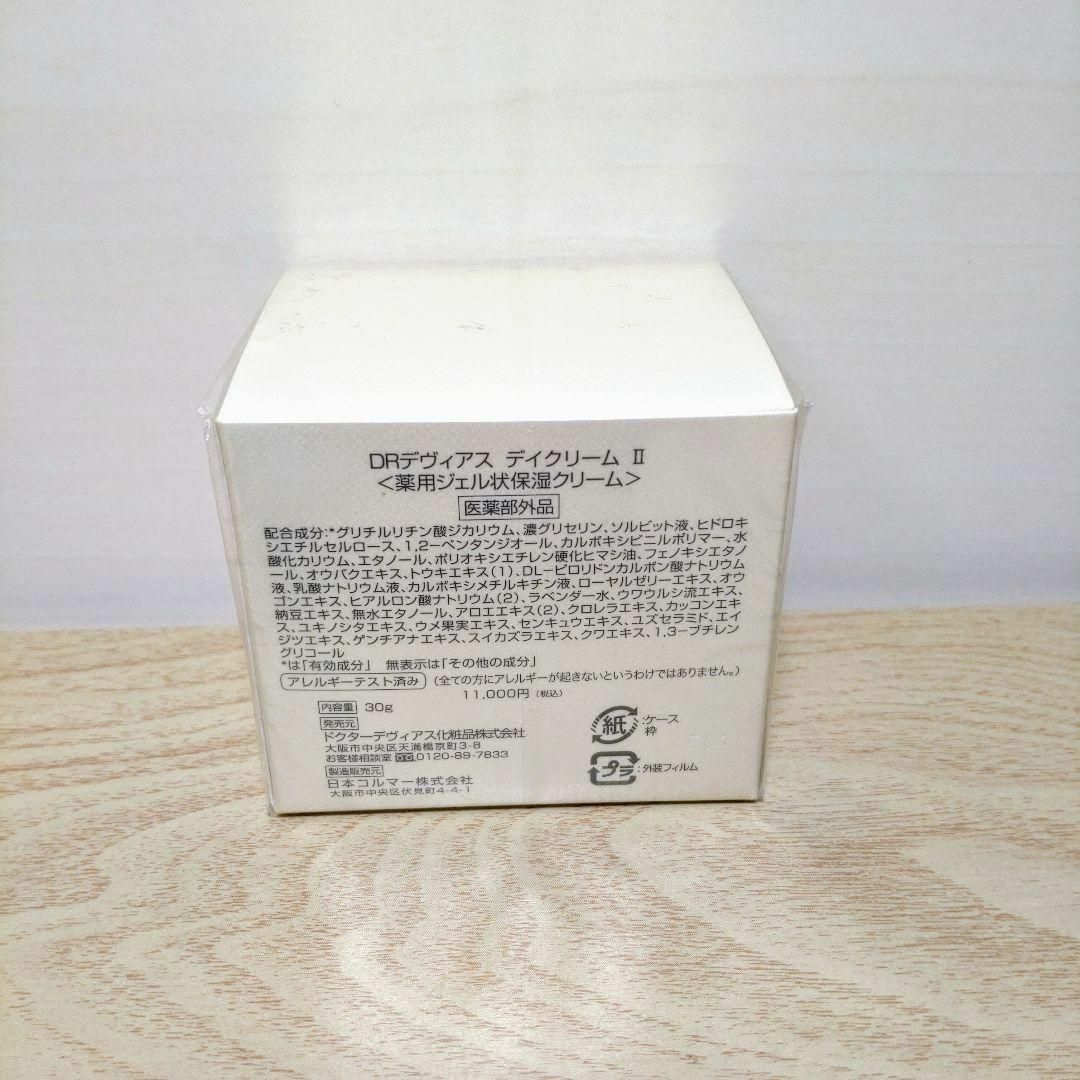 DRデヴィアス デイクリーム Ⅱ
<薬用ジェル状保湿クリーム>
医薬部外品
配合成分:*グリチルリチン酸ジカリウム、濃グリセリン、ソルビット液、ヒドロキ
シエチルセルロース、1,2-ペンタンジオール、カルボキシビニルポリマー、水
酸化カリウム、エタノール、ポリオキシエチレン硬化ヒマシ油、フェノキシエタノ
ール、オウバクエキス、トウキエキス(1)、DL-ピロリドンカルボン酸ナトリウム
液、乳酸ナトリウム液、カルボキシメチルキチン液、ローヤルゼリーエキス、オウ
ゴンエキス、ヒアルロン酸ナトリウム(2)、ラベンダー水、ウワウルシ流エキス、
納豆エキス、無水エタノール、アロエエキス(2)、クロレラエキス、カッコンエキ
ス、ユキノシタエキス、ウメ果実エキス、センキュウエキス、ユズセラミド、エイ
ジツエキス、ゲンチアナエキス、スイカズラエキス、クワエキス、1,3-ブチレン
グリコール
*は「有効成分」 無表示は「その他の成分」
アレルギーテスト済み (全ての方にアレルギーが起きないというわけではありません。)
11,000円(税込)
内容量 30g
発売元
ドクターデヴィアス化粧品株式会社
大阪市中央区天満橋京町3-8
お客様相談室 0120-89-7833
製造販売元
日本コルマー株式会社
大阪市中央区伏見町4-4-1
紙 :ケース
枠
プラ :外装フィルム